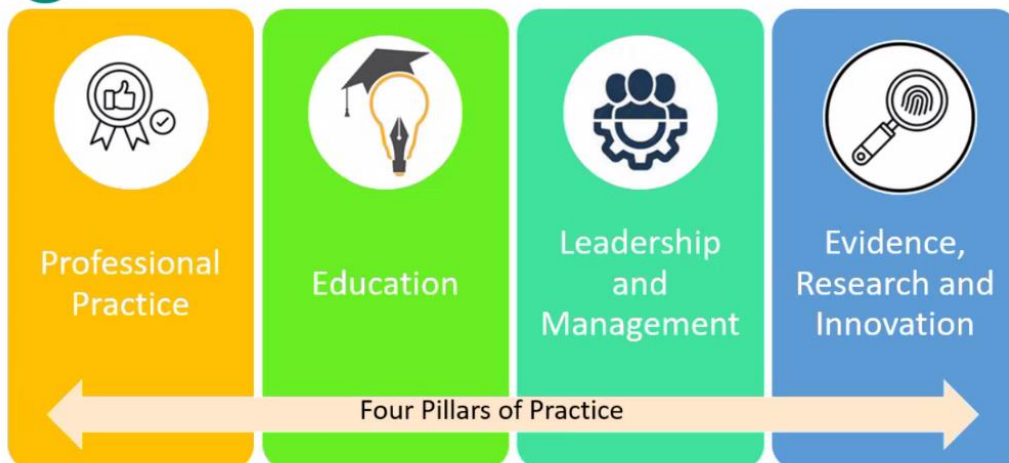 Professional
Practice
Education
Leadership
and
Management
Evidence,
Research and
Innovation
Four Pillars of Practice